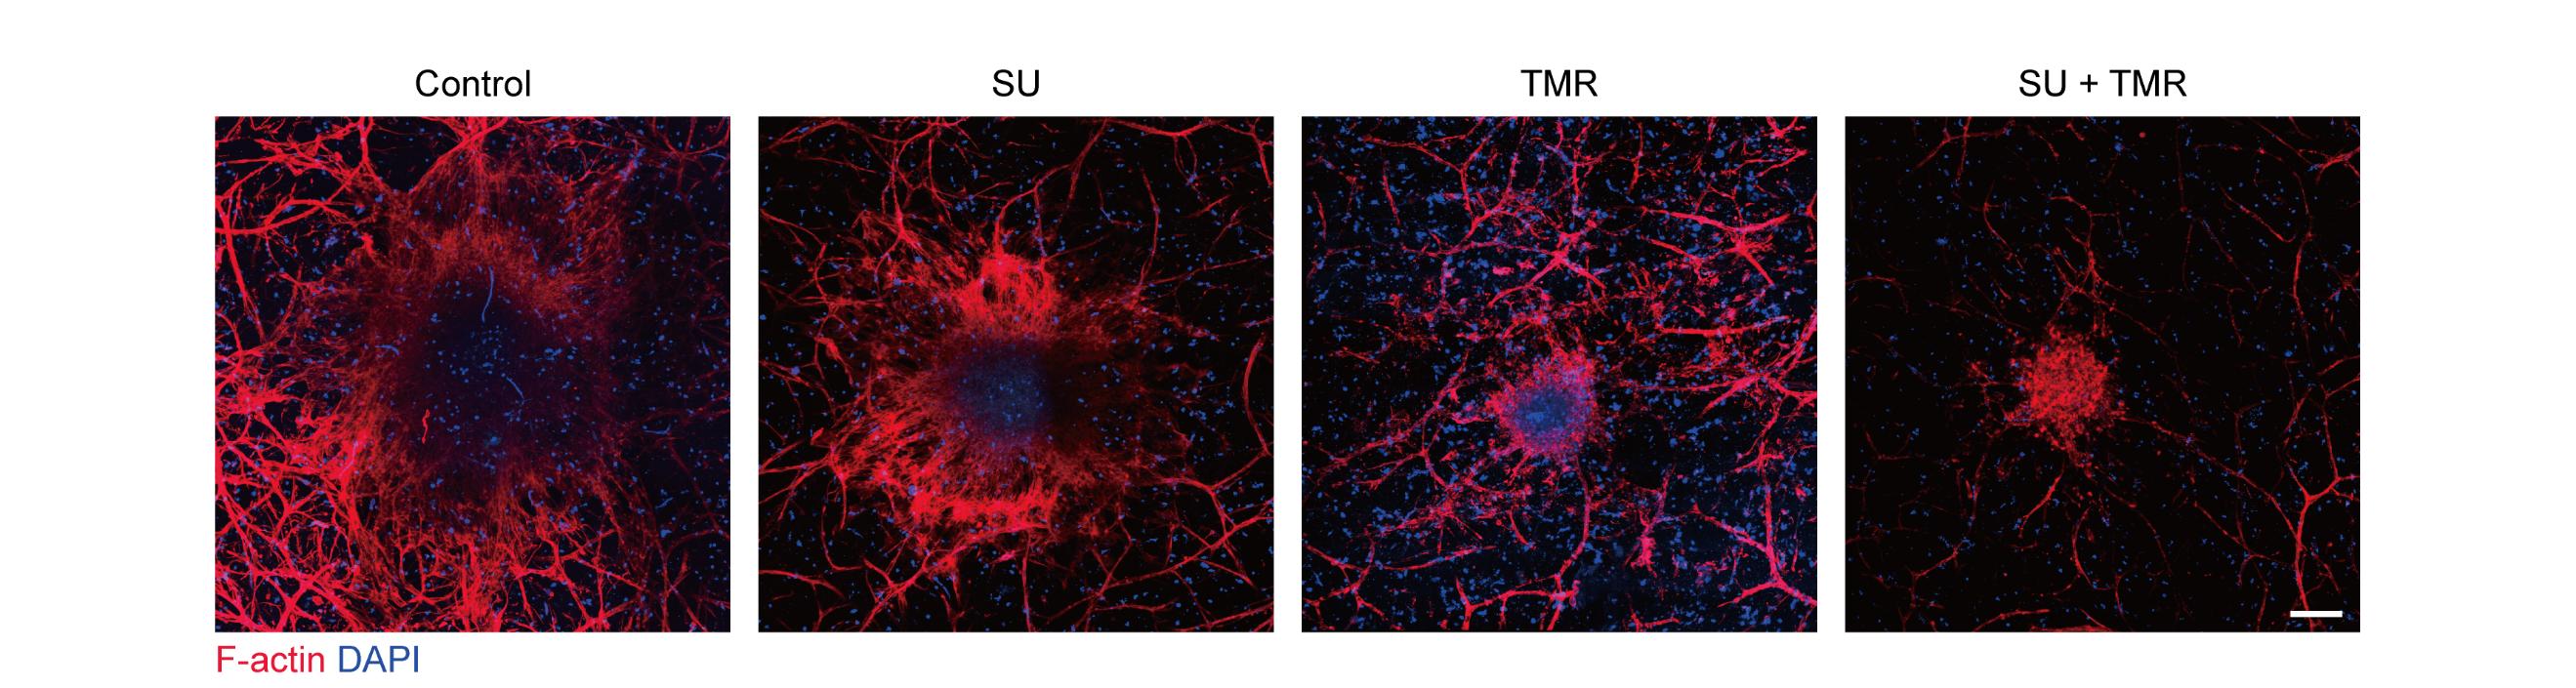 Control SU TMR SU + TMR
F-actin DAPI